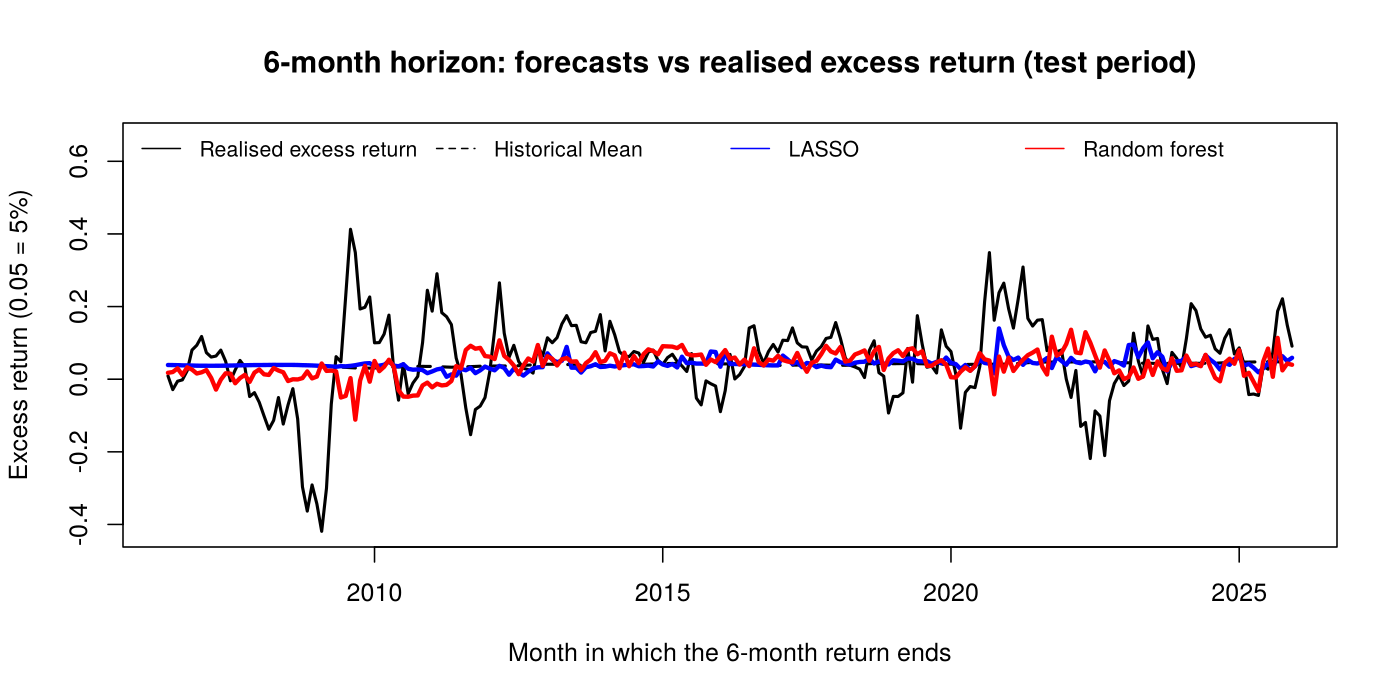 6-month horizon: forecasts vs realised excess return (test period)
Realised excess return Historical Mean LASSO Random forest
Excess return (0.05 = 5%)
0.6
0.4
0.2
0.0
-0.2
-0.4
2010 2015 2020 2025
Month in which the 6-month return ends